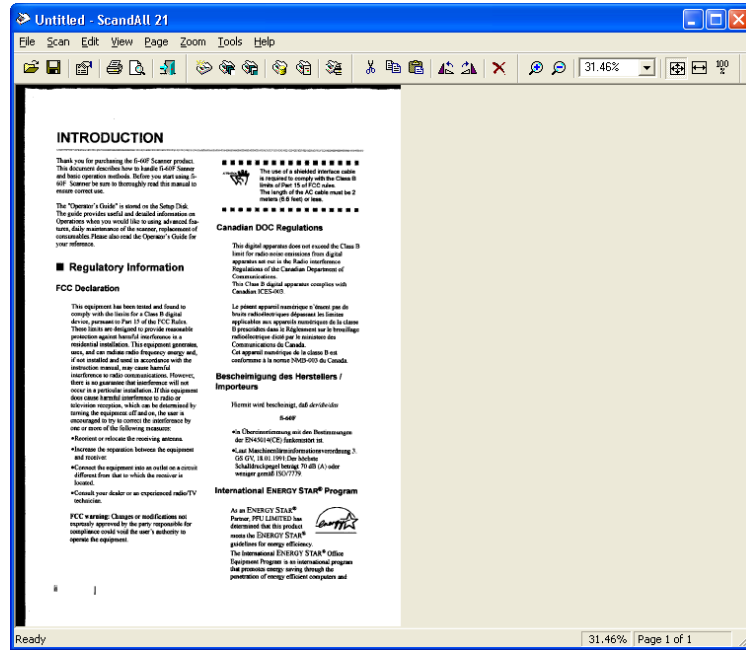 Untitled - ScandAll 21
File Scan Edit View Page Zoom Tools Help
31.46%
100
%
INTRODUCTION
Thank you for purchasing the fi-60F Scanner product.
This document describes how to handle fi-60F Sanner
and basic operation methods. Before you start using fi-
60F Scanner be sure to thoroughly read this manual to
ensure correct use.
The "Operator's Guide" is stored on the Setup Disk.
The guide provides useful and detailed information on
Operations when you would like to using advanced fea-
tures, daily maintenance of the scanner, replacement of
consumables. Please also read the Operator's Guide for
your reference.
■ Regulatory Information
FCC Declaration
This equipment has been tested and found to
comply with the limits for a Class B digital
device, pursuant to Part 15 of the FCC Rules.
These limits are designed to provide reasonable
protection against harmful interference in a
residential installation. This equipment generates,
uses, and can radiate radio frequency energy and,
if not installed and used in accordance with the
instruction manual, may cause harmful
interference to radio communications. However,
there is no guarantee that interference will not
occur in a particular installation. If this equipment
does cause harmful interference to radio or
television reception, which can be determined by
turning the equipment off and on, the user is
encouraged to try to correct the interference by
one or more of the following measures:
•Reorient or relocate the receiving antenna.
•Increase the separation between the equipment
and receiver.
•Connect the equipment into an outlet on a circuit
different from that to which the receiver is
located.
•Consult your dealer or an experienced radio/TV
technician.
FCC warning: Changes or modifications not
expressly approved by the party responsible for
compliance could void the user's authority to
operate the equipment.
ii
The use of a shielded interface cable
is required to comply with the Class B
limits of Part 15 of FCC rules.
The length of the AC cable must be 2
meters (6.6 feet) or less.
Canadian DOC Regulations
This digital apparatus does not exceed the Class B
limit for radio noise emissions from digital
apparatus set out in the Radio interference
Regulations of the Canadian Department of
Communications.
This Class B digital apparatus complies with
Canadian ICES-003.
Le pésent appareil numérique n'ément pas de
bruits radioélectriques dépassant les limites
applicables aux appareils numériques de la classe
B prescridtes dans le Réglement sur le brouillage
radioélectrique dicté par le ministere des
Communications du Canada.
Cet appareil numérique de la classe B est
conformme à la norme NMB-003 du Canada.
Bescheinigung des Herstellers /
Importeurs
Hiermit wird bescheinigt, daß der/die/das
fi-60F
•In Übereinstimmung mit den Bestimmungen
der EN45014(CE) funkentstört ist.
•Laut Maschinenlärminformationsverordnung 3.
GS GV, 18.01.1991:Der höchste
Schalldruckpegel beträgt 70 dB (A) oder
weniger gemäß ISO/7779.
International ENERGY STAR® Program
As an ENERGY STAR®
Partner, PFU LIMITED has
determined that this product
meets the ENERGY STAR®
guidelines for energy efficiency.
energy
The International ENERGY STAR® Office
Equipment Program is an international program
that promotes energy saving through the
penetration of energy efficient computers and
Ready
31.46% Page 1 of 1